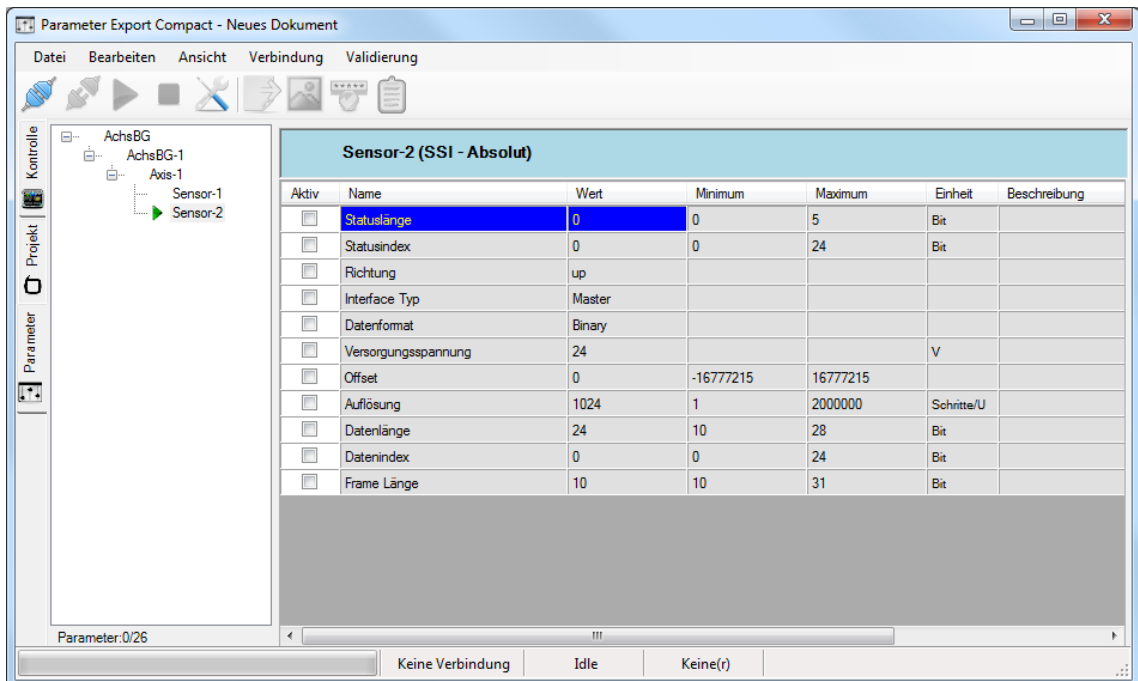 Parameter Export Compact - Neues Dokument
Datei Bearbeiten Ansicht Verbindung Validierung
Kontrolle
Projekt
Parameter
AchsBG
AchsBG-1
Axis-1
Sensor-1
Sensor-2
Parameter:0/26
Sensor-2 (SSI - Absolut)
Aktiv Name Wert Minimum Maximum Einheit Beschreibung
Statuslänge 0 0 5 Bit
Statusindex 0 0 24 Bit
Richtung up
Interface Typ Master
Datenformat Binary
Versorgungsspannung 24 V
Offset 0 -16777215 16777215
Auflösung 1024 1 2000000 Schritte/U
Datenlänge 24 10 28 Bit
Datenindex 0 0 24 Bit
Frame Länge 10 10 31 Bit
Keine Verbindung Idle Keine(r)